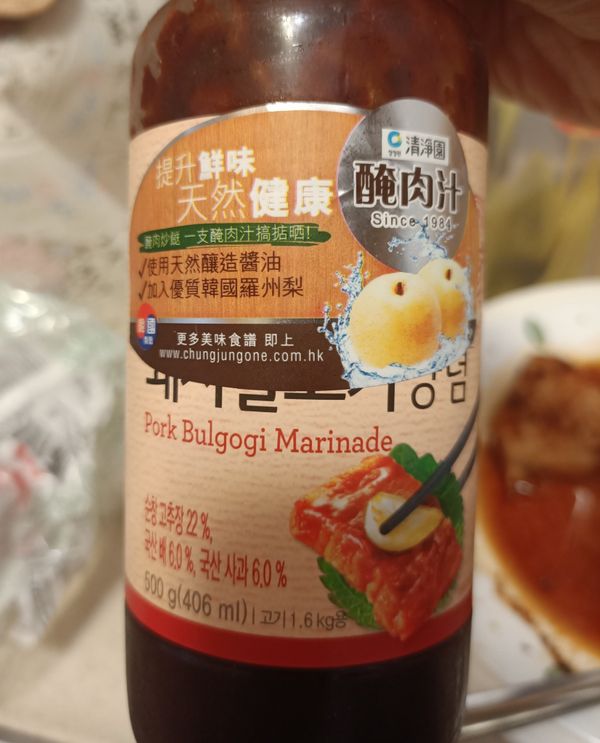 清淨園
醃肉汁
Since 1984
提升鮮味
天然健康
醃肉炒餸 一支醃肉汁搞掂晒!
✓使用天然釀造醬油
✓加入優質韓國羅州梨
更多美味食譜 即上
www.chungjungone.com.hk
Pork Bulgogi Marinade
순창 고추장 22 %,
국산 배 6.0 %, 국산 사과 6.0 %
500 g(406 ml) | 고기 1.6 kg용